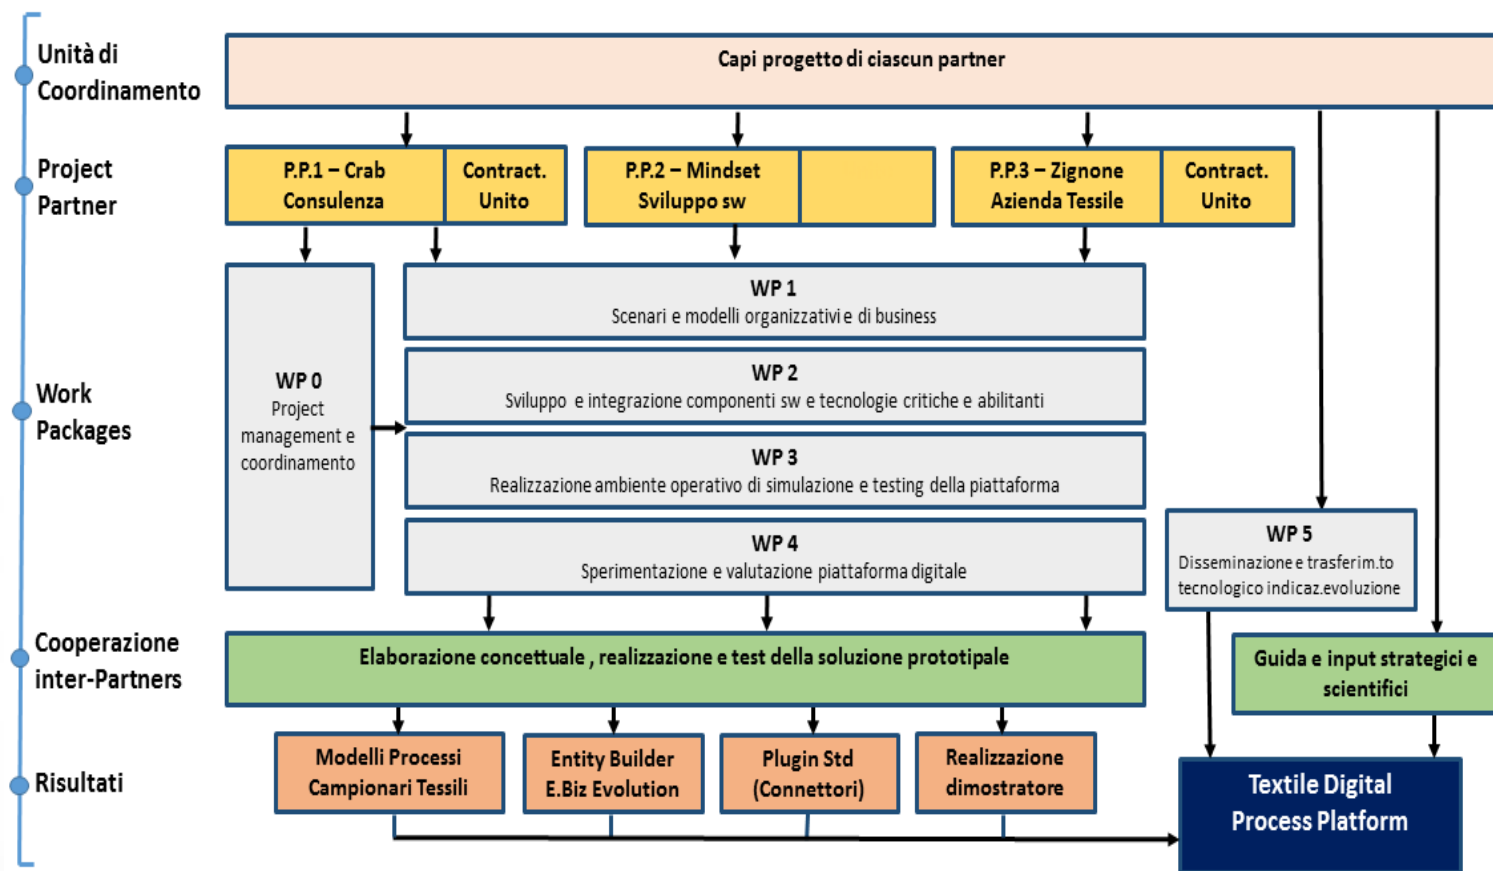 Unità di
Coordinamento
Capi progetto di ciascun partner
Project
Partner
P.P.1 – Crab
Consulenza
Contract.
Unito
P.P.2 – Mindset
Sviluppo sw
P.P.3 – Zignone
Azienda Tessile
Contract.
Unito
Work
Packages
WP 0
Project
management e
coordinamento
WP 1
Scenari e modelli organizzativi e di business
WP 2
Sviluppo e integrazione componenti sw e tecnologie critiche e abilitanti
WP 3
Realizzazione ambiente operativo di simulazione e testing della piattaforma
WP 4
Sperimentazione e valutazione piattaforma digitale
WP 5
Disseminazione e trasferim.to
tecnologico indicaz.evoluzione
Cooperazione
inter-Partners
Elaborazione concettuale , realizzazione e test della soluzione prototipale
Guida e input strategici e
scientifici
Risultati
Modelli Processi
Campionari Tessili
Entity Builder
E.Biz Evolution
Plugin Std
(Connettori)
Realizzazione
dimostratore
Textile Digital
Process Platform